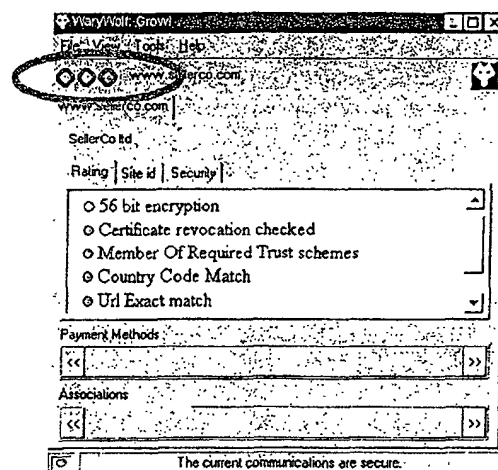 WaryWolf: Growl
File View Tools Help
www.sellerco.com
www.sellerco.com
SellerCo ltd
Rating Site id Security
56 bit encryption
Certificate revocation checked
Member Of Required Trust schemes
Country Code Match
Url Exact match
Payment Methods
<< >>
Associations
<< >>
The current communications are secure.